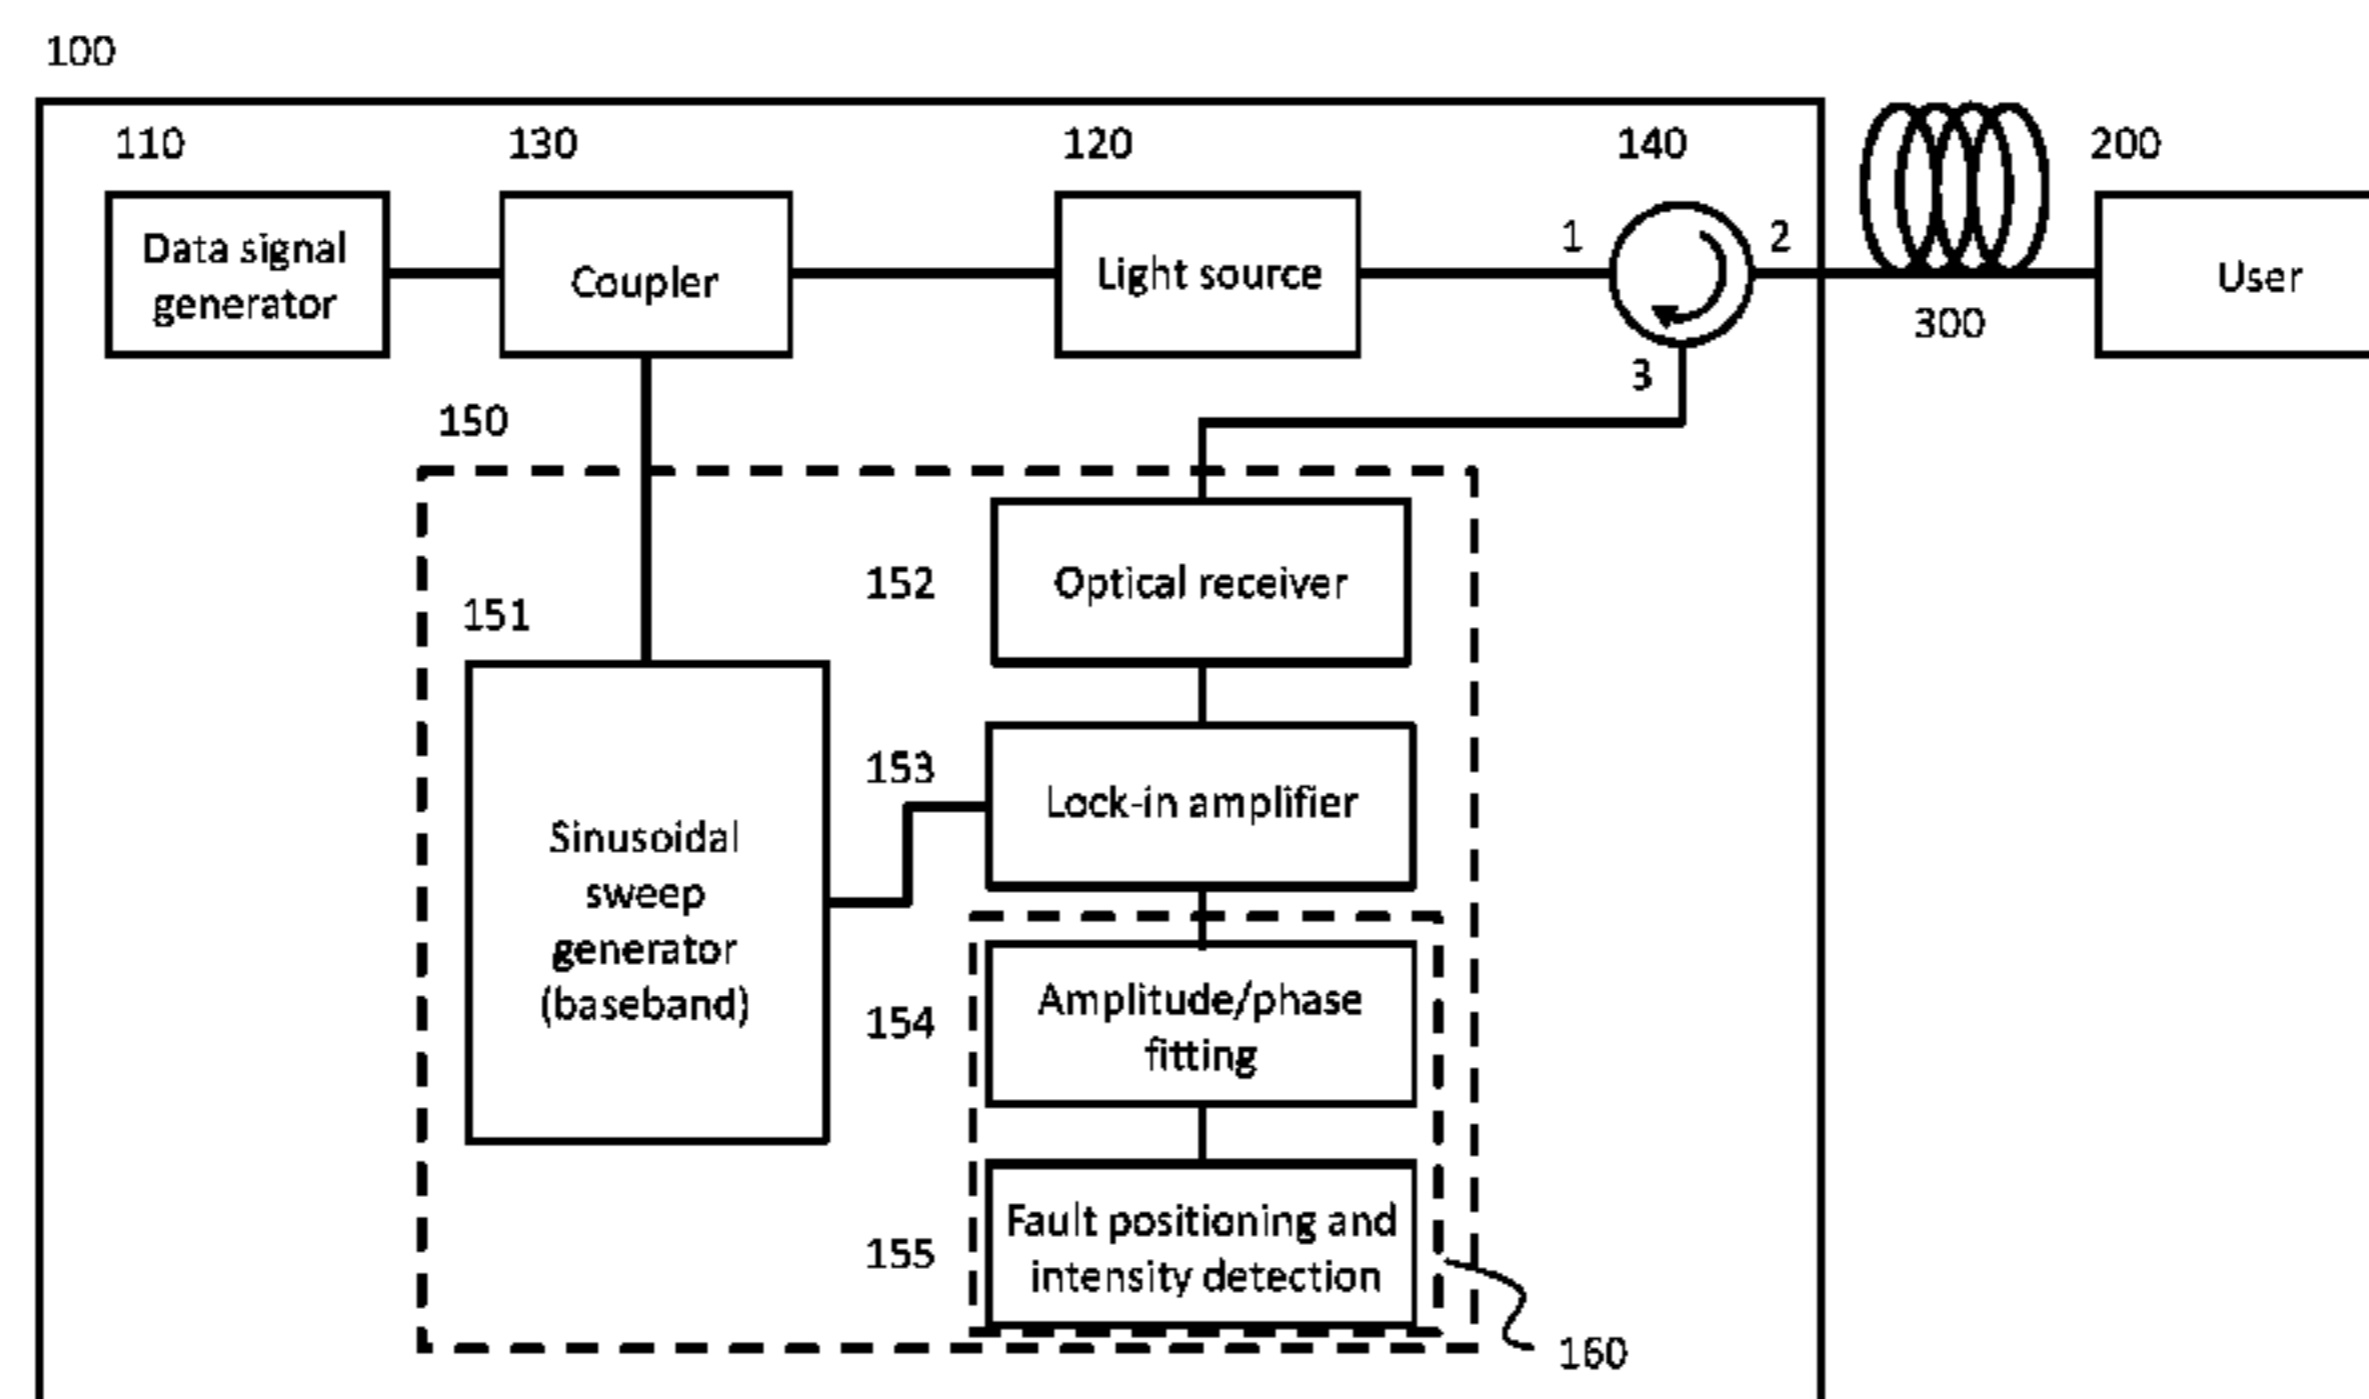 100
110
130
120
140
200
Data signal
generator
Coupler
Light source
1
2
User
300
3
150
152
Optical receiver
151
153
Lock-in amplifier
Sinusoidal
sweep
generator
(baseband)
154
Amplitude/phase
fitting
155
Fault positioning and
intensity detection
160